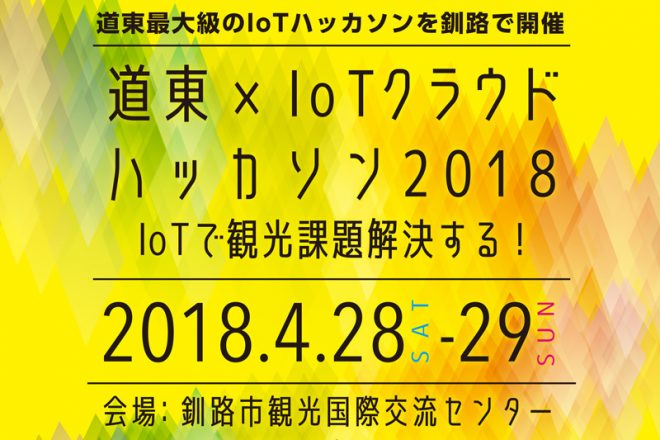 道東最大級のIoTハッカソンを釧路で開催
道東×IoTクラウド
ハッカソン2018
IoTで観光課題解決する!
2018.4.28 SAT -29 SUN
会場:釧路市観光国際交流センター